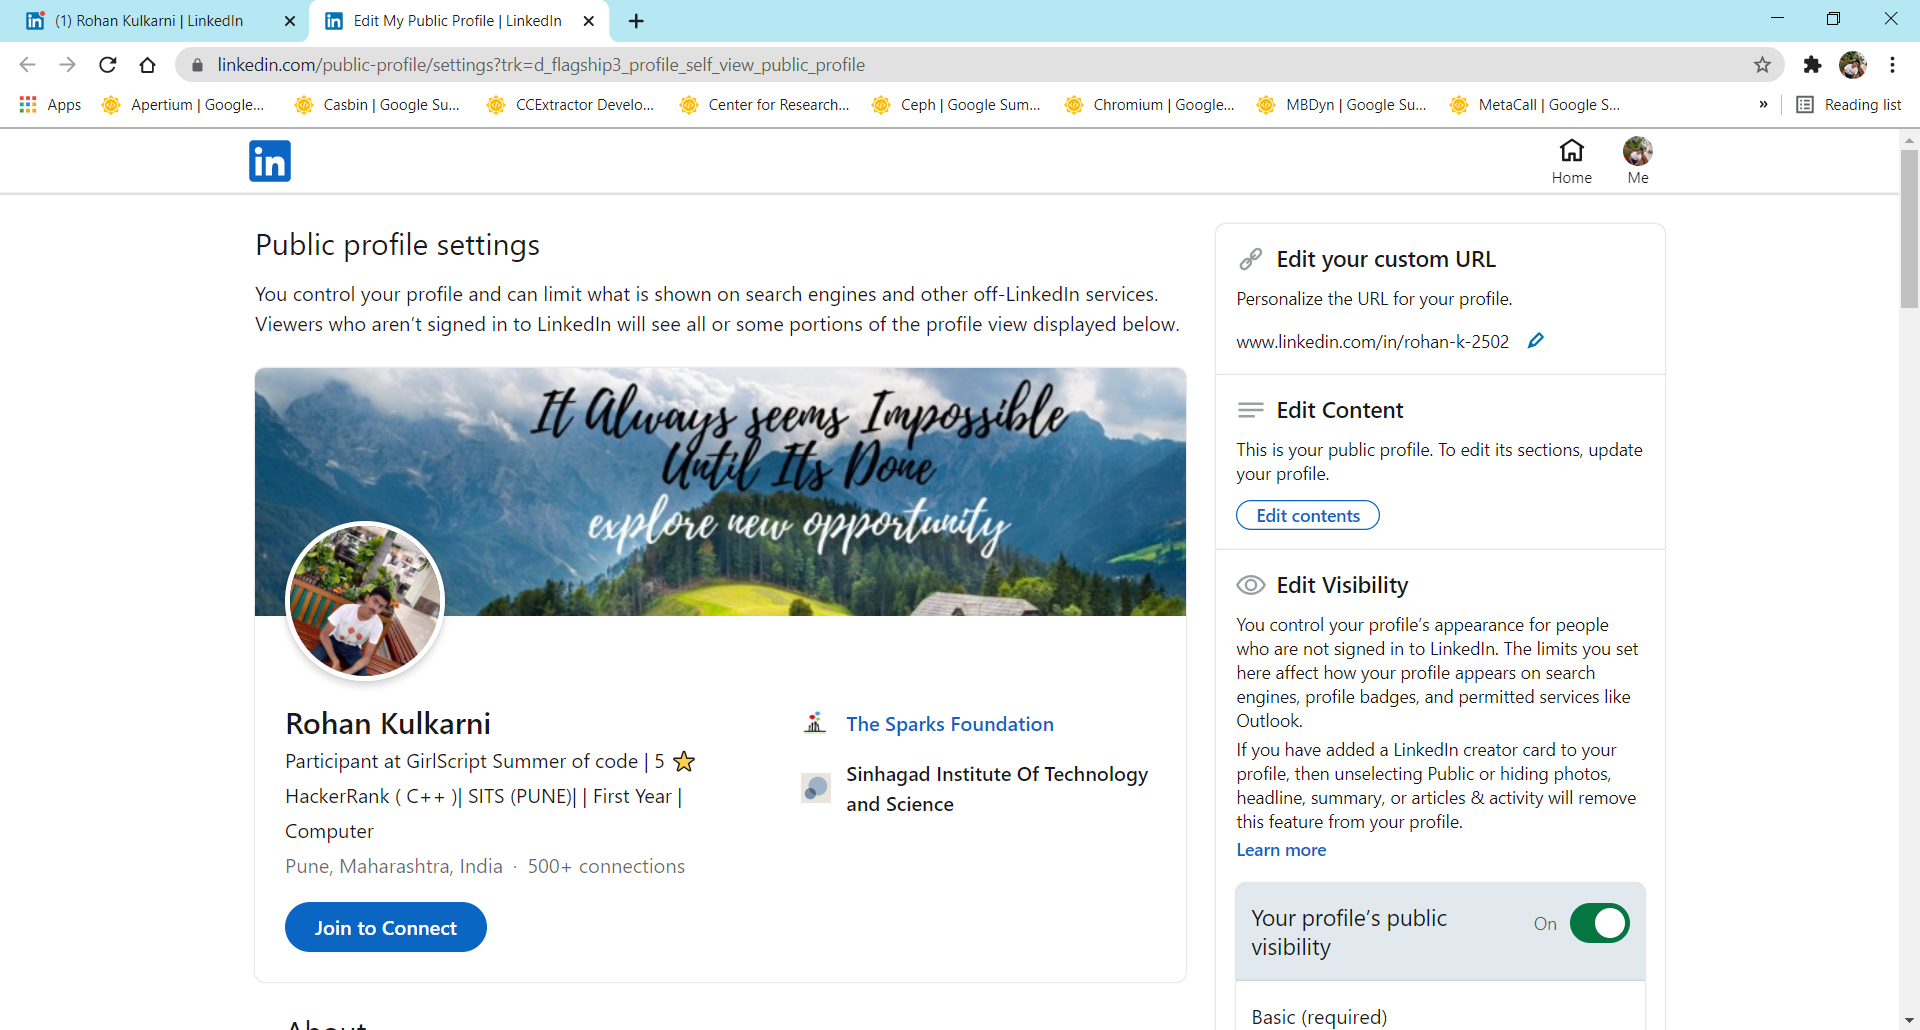 (1) Rohan Kulkarni | LinkedIn
Edit My Public Profile | LinkedIn
linkedin.com/public-profile/settings?trk=d_flagship3_profile_self_view_public_profile
Apps
Apertium | Google...
Casbin | Google Su...
CCExtractor Develo...
Center for Research...
Ceph | Google Sum...
Chromium | Google...
MBDyn | Google Su...
MetaCall | Google S...
»
Reading list
in
Home
Me
Public profile settings
You control your profile and can limit what is shown on search engines and other off-LinkedIn services.
Viewers who aren't signed in to LinkedIn will see all or some portions of the profile view displayed below.
It Always seems Impossible
Until Its Done
explore new opportunity
Rohan Kulkarni
Participant at GirlScript Summer of code | 5 ⭐
HackerRank ( C++ )| SITS (PUNE)| | First Year |
Computer
Pune, Maharashtra, India · 500+ connections
Join to Connect
The Sparks Foundation
Sinhagad Institute Of Technology
and Science
About
Edit your custom URL
Personalize the URL for your profile.
www.linkedin.com/in/rohan-k-2502
Edit Content
This is your public profile. To edit its sections, update
your profile.
Edit contents
Edit Visibility
You control your profile's appearance for people
who are not signed in to LinkedIn. The limits you set
here affect how your profile appears on search
engines, profile badges, and permitted services like
Outlook.
If you have added a LinkedIn creator card to your
profile, then unselecting Public or hiding photos,
headline, summary, or articles & activity will remove
this feature from your profile.
Learn more
Your profile's public
visibility
On
Basic (required)